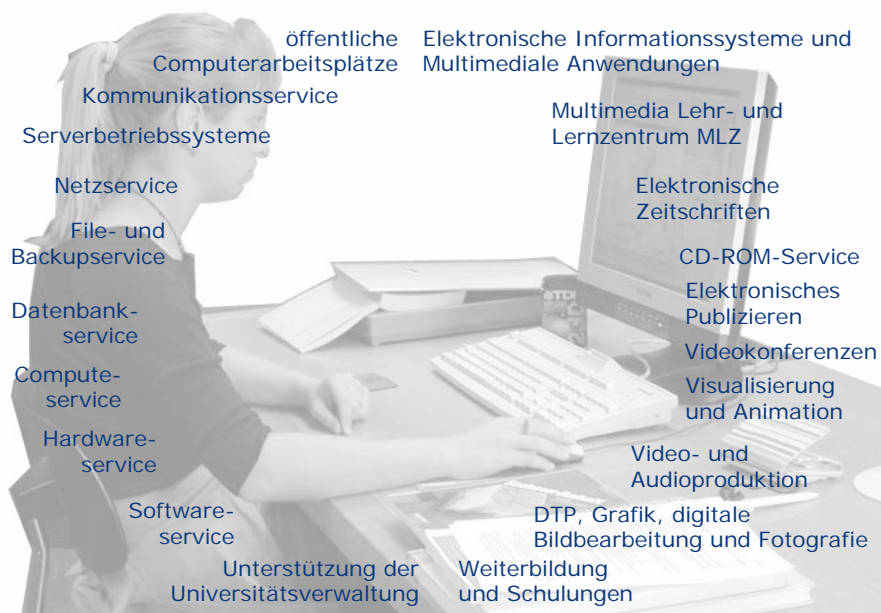 öffentliche
Computerarbeitsplätze
Kommunikationsservice
Serverbetriebssysteme
Netzservice
File- und
Backupservice
Datenbank-
service
Compute-
service
Hardware-
service
Software-
service
Unterstützung der
Universitätsverwaltung
Elektronische Informationssysteme und
Multimediale Anwendungen
Multimedia Lehr- und
Lernzentrum MLZ
Elektronische
Zeitschriften
CD-ROM-Service
Elektronisches
Publizieren
Videokonferenzen
Visualisierung
und Animation
Video- und
Audioproduktion
DTP, Grafik, digitale
Bildbearbeitung und Fotografie
Weiterbildung
und Schulungen